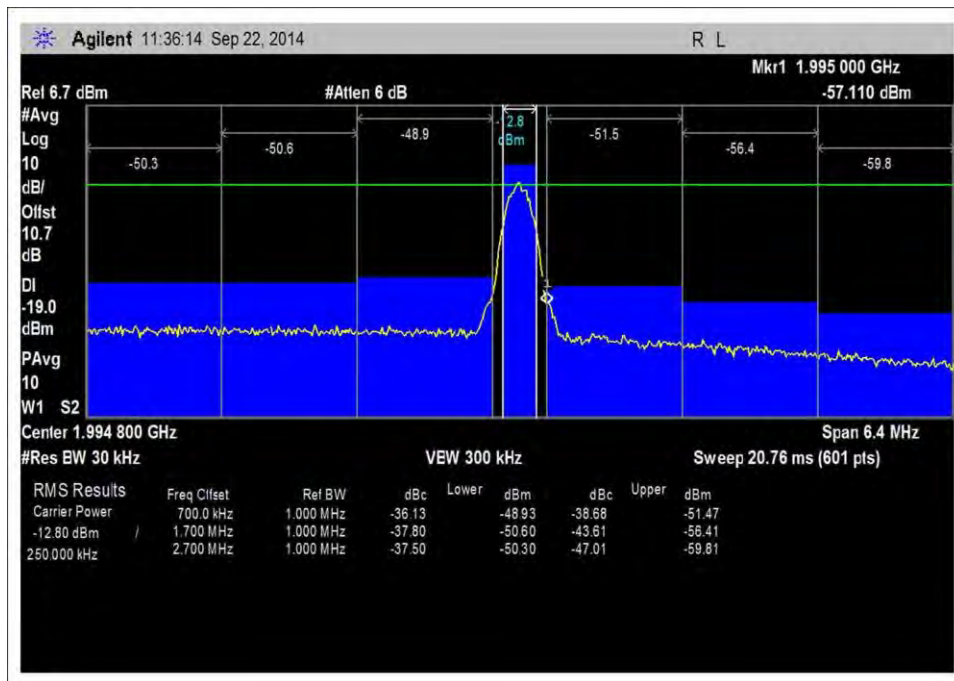 Agilent 11:36:14 Sep 22, 2014 R L
Mkr1 1.995 000 GHz
Ref 6.7 dBm #Atten 6 dB -57.110 dBm
#Avg
Log
10
dB/
Offst
10.7
dB
DI
-19.0
dBm
PAvg
10
W1 S2
-50.3
-50.6
-48.9
-12.8
dBm
-51.5
-56.4
-59.8
1
Center 1.994 800 GHz Span 6.4 MHz
#Res BW 30 kHz VBW 300 kHz Sweep 20.76 ms (601 pts)
RMS Results Freq Offset Ref BW dBc Lower dBm dBc Upper dBm
Carrier Power 700.0 kHz 1.000 MHz -36.13 -48.93 -38.68 -51.47
-12.80 dBm / 1.700 MHz 1.000 MHz -37.80 -50.60 -43.61 -56.41
250.000 kHz 2.700 MHz 1.000 MHz -37.50 -50.30 -47.01 -59.81